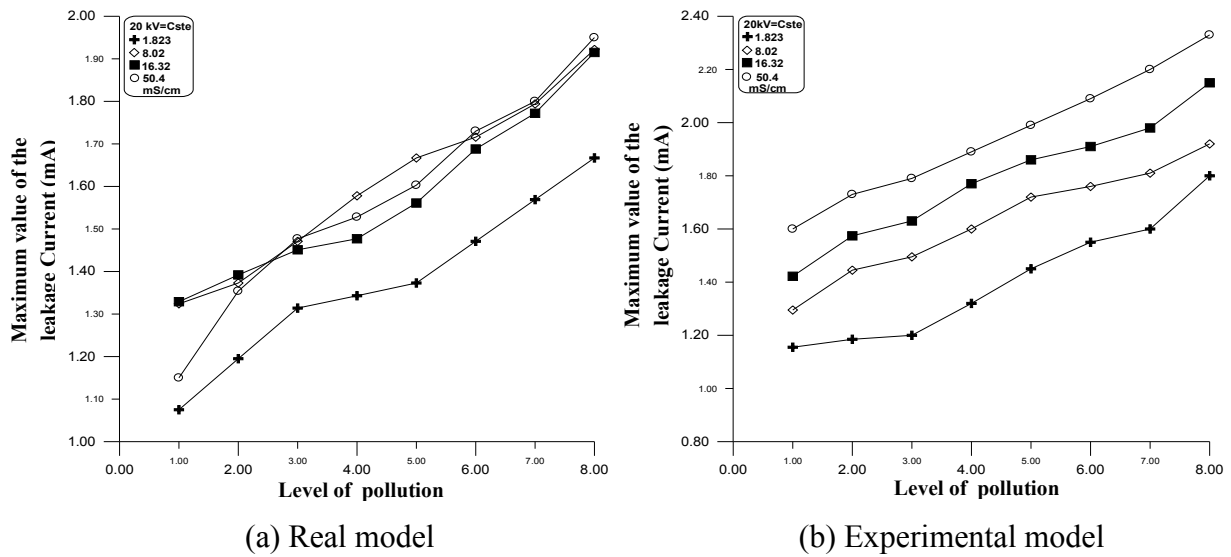 2.00
1.90
1.80
1.70
1.60
1.50
1.40
1.30
1.20
1.10
1.00
Maximum value of the
leakage Current (mA)
20 kV=Cste
1.823
8.02
16.32
50.4
mS/cm
0.00 1.00 2.00 3.00 4.00 5.00 6.00 7.00 8.00
Level of pollution
(a) Real model
2.40
2.20
2.00
1.80
1.60
1.40
1.20
1.00
0.80
Maximum value of the
leakage Current (mA)
20kV=Cste
1.823
8.02
16.32
50.4
mS/cm
0.00 1.00 2.00 3.00 4.00 5.00 6.00 7.00 8.00
Level of pollution
(b) Experimental model